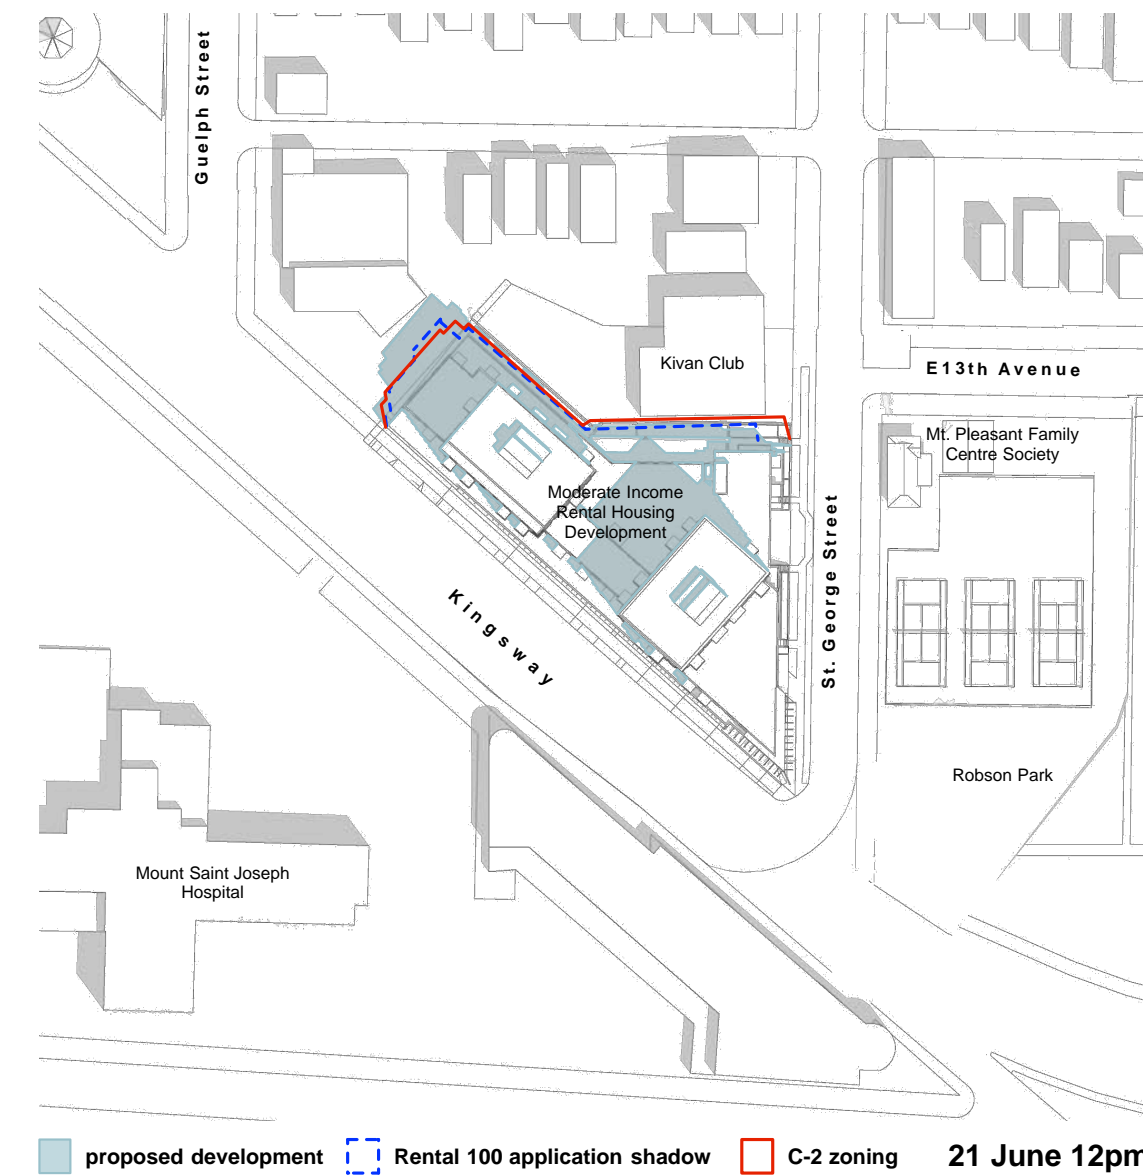 Guelph Street
Kivan Club
E13th Avenue
Mt. Pleasant Family
Centre Society
Moderate Income
Rental Housing
Development
St. George Street
Kingsway
Robson Park
Mount Saint Joseph
Hospital
proposed development
Rental 100 application shadow
C-2 zoning
21 June 12pm